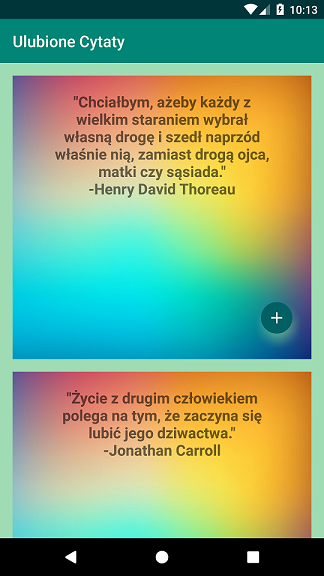 10:13
Ulubione Cytaty
"Chciałbym, ażeby każdy z
wielkim staraniem wybrał
własną drogę i szedł naprzód
właśnie nią, zamiast drogą ojca,
matki czy sąsiada."
-Henry David Thoreau
+
"Życie z drugim człowiekiem
polega na tym, że zaczyna się
lubić jego dziwactwa."
-Jonathan Carroll